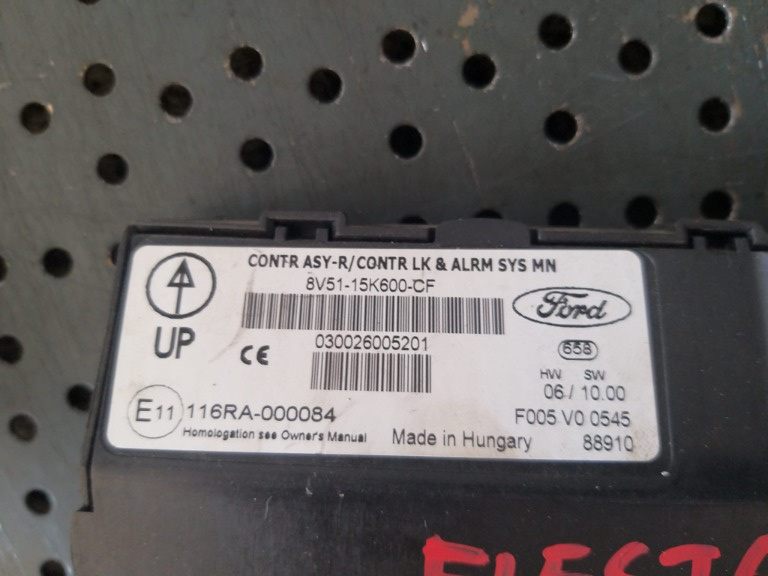 CONTR ASY-R/CONTR LK & ALRM SYS MN
8V51-15K600-CF
Ford
UP
CE
030026005201
658
HW SW
06/ 10.00
E11 116RA-000084
F005 V0 0545
Homologation see Owner's Manual
Made in Hungary
88910